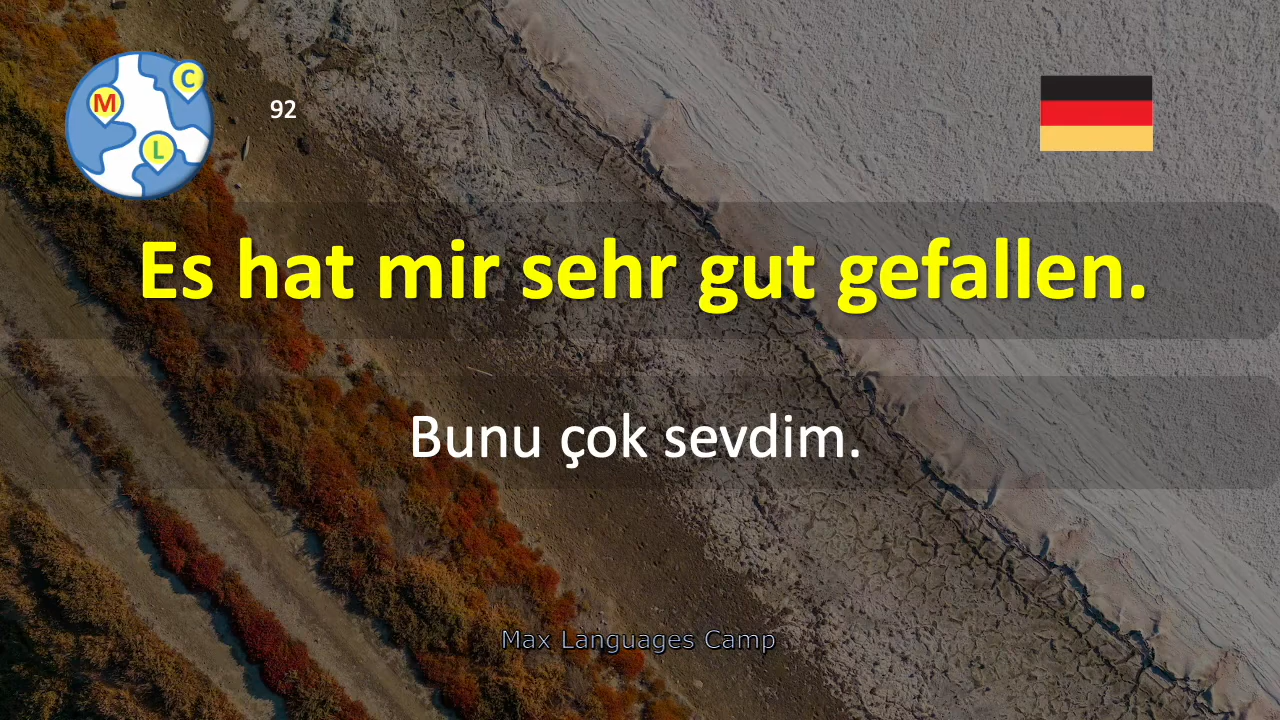 M
C
L
92
Es hat mir sehr gut gefallen.
Bunu çok sevdim.
Max Languages Camp